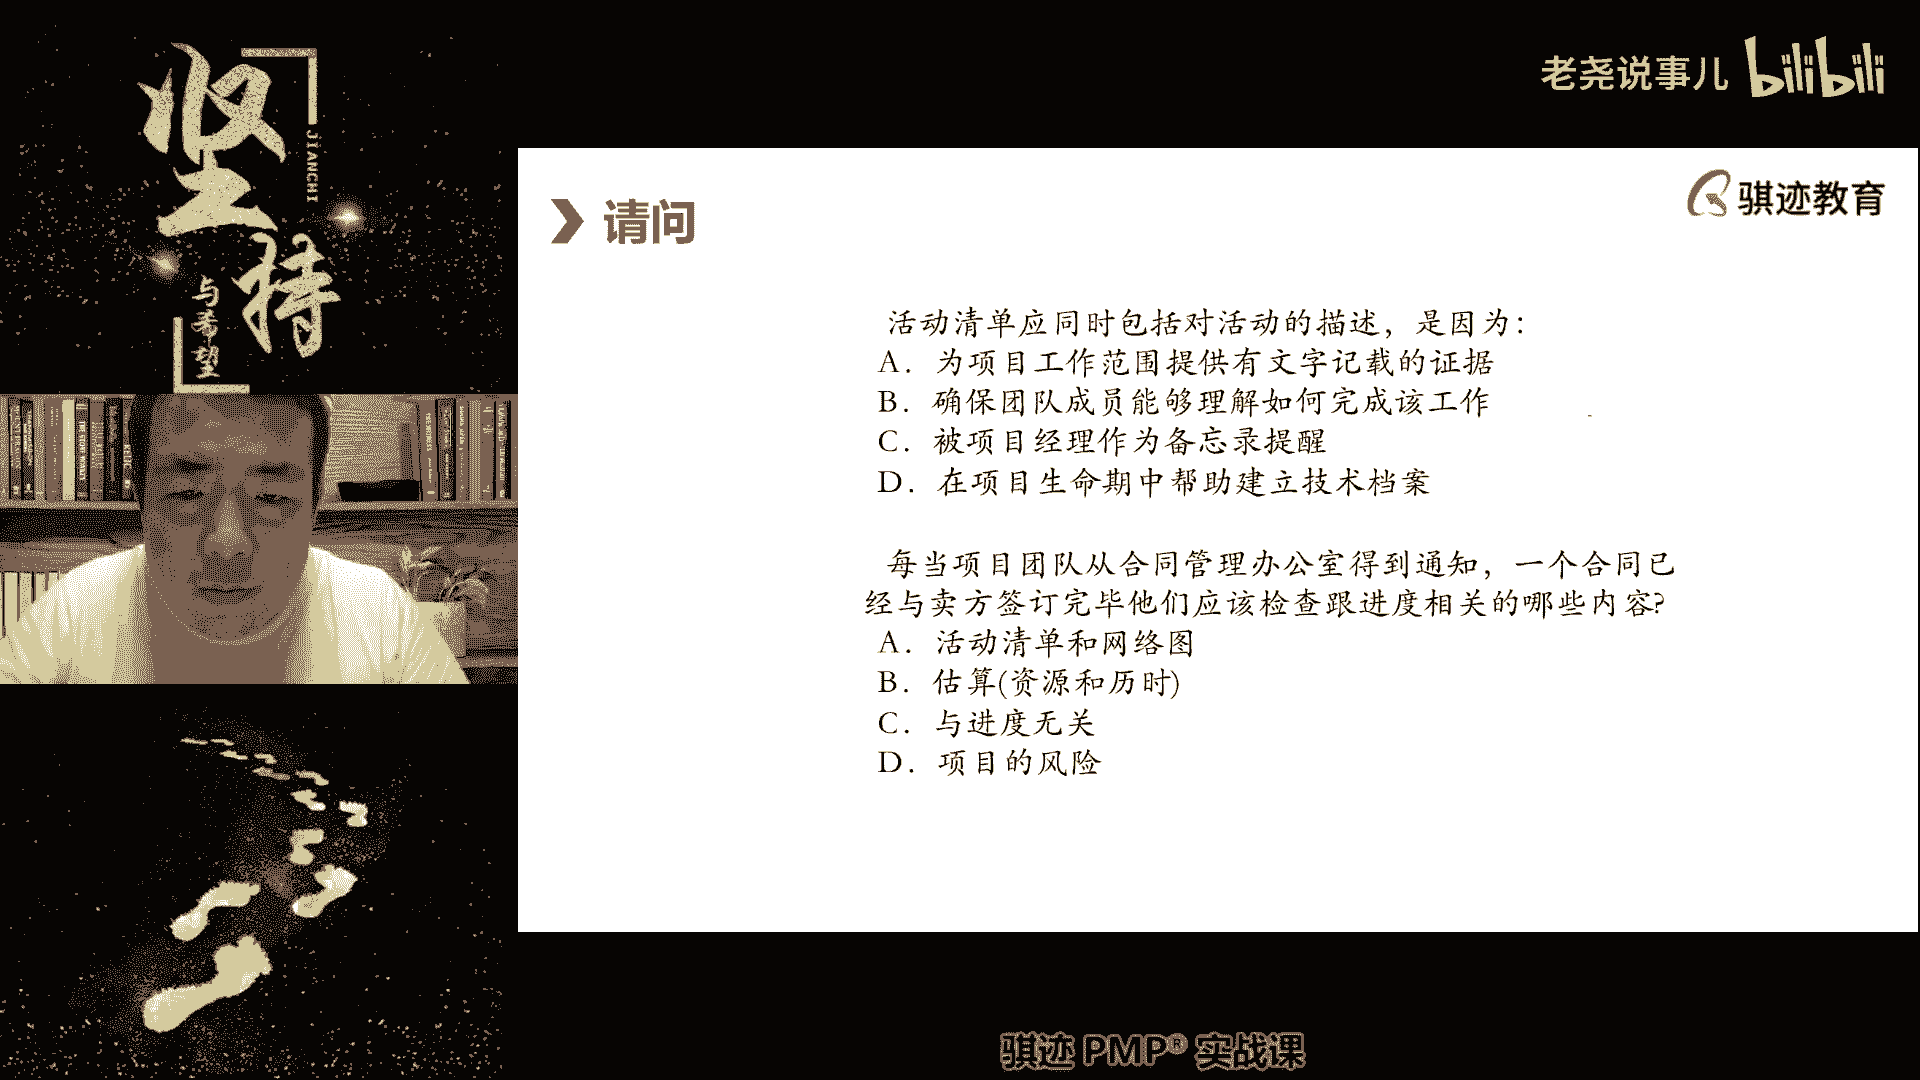 坚持
JIANCHI
与希望
老尧说事儿 bilibili
骐迹教育
请问
活动清单应同时包括对活动的描述，是因为：
A. 为项目工作范围提供有文字记载的证据
B. 确保团队成员能够理解如何完成该工作
C. 被项目经理作为备忘录提醒
D. 在项目生命期中帮助建立技术档案
每当项目团队从合同管理办公室得到通知，一个合同已
经与卖方签订完毕他们应该检查跟进度相关的哪些内容?
A. 活动清单和网络图
B. 估算(资源和历时)
C. 与进度无关
D. 项目的风险
骐迹 PMP® 实战课